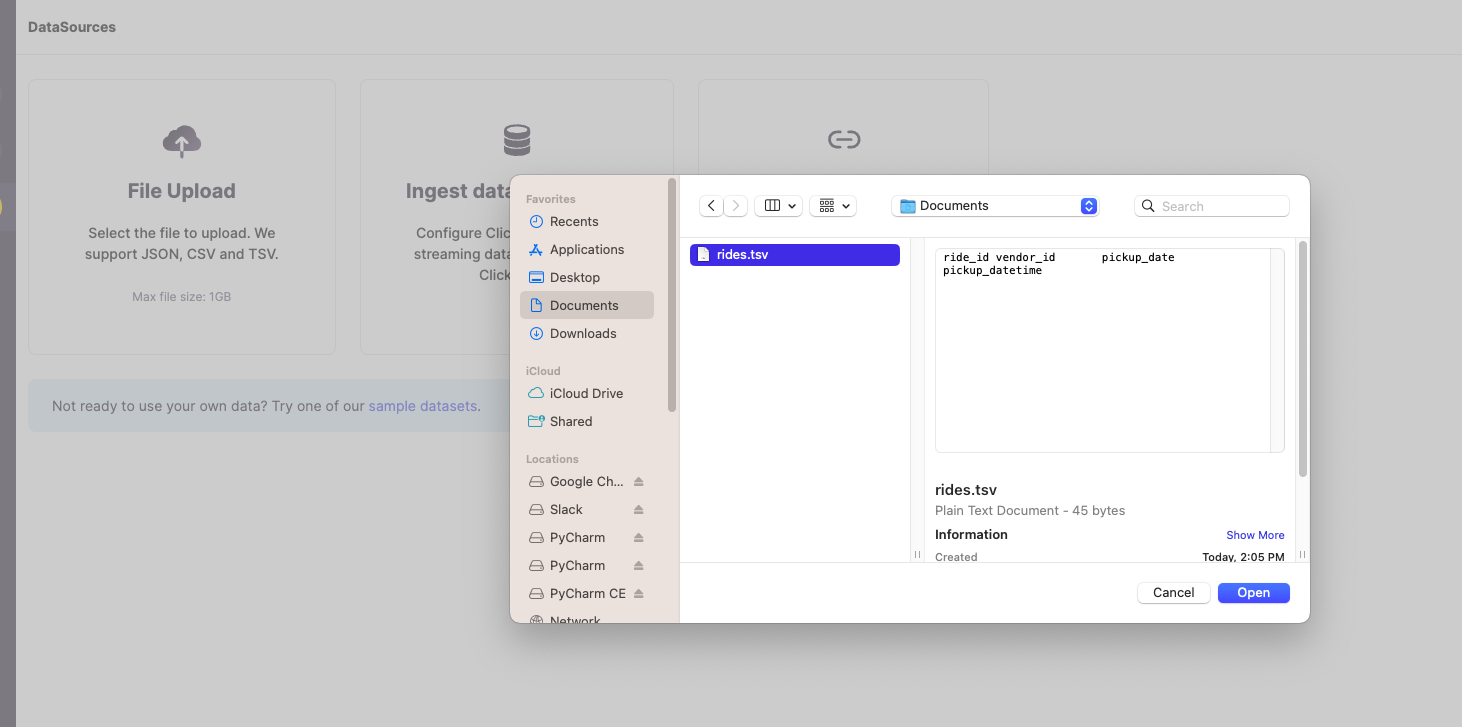 DataSources
File Upload
Select the file to upload. We
support JSON, CSV and TSV.
Max file size: 1GB
Ingest data
Configure Clic
streaming data
Click
Not ready to use your own data? Try one of our sample datasets.
Favorites
Recents
Applications
Desktop
Documents
Downloads
iCloud
iCloud Drive
Shared
Locations
Google Ch...
Slack
PyCharm
PyCharm
PyCharm CE
Network
Documents
Search
rides.tsv
ride_id vendor_id pickup_date
pickup_datetime
rides.tsv
Plain Text Document - 45 bytes
Information Show More
Created Today, 2:05 PM
Cancel Open